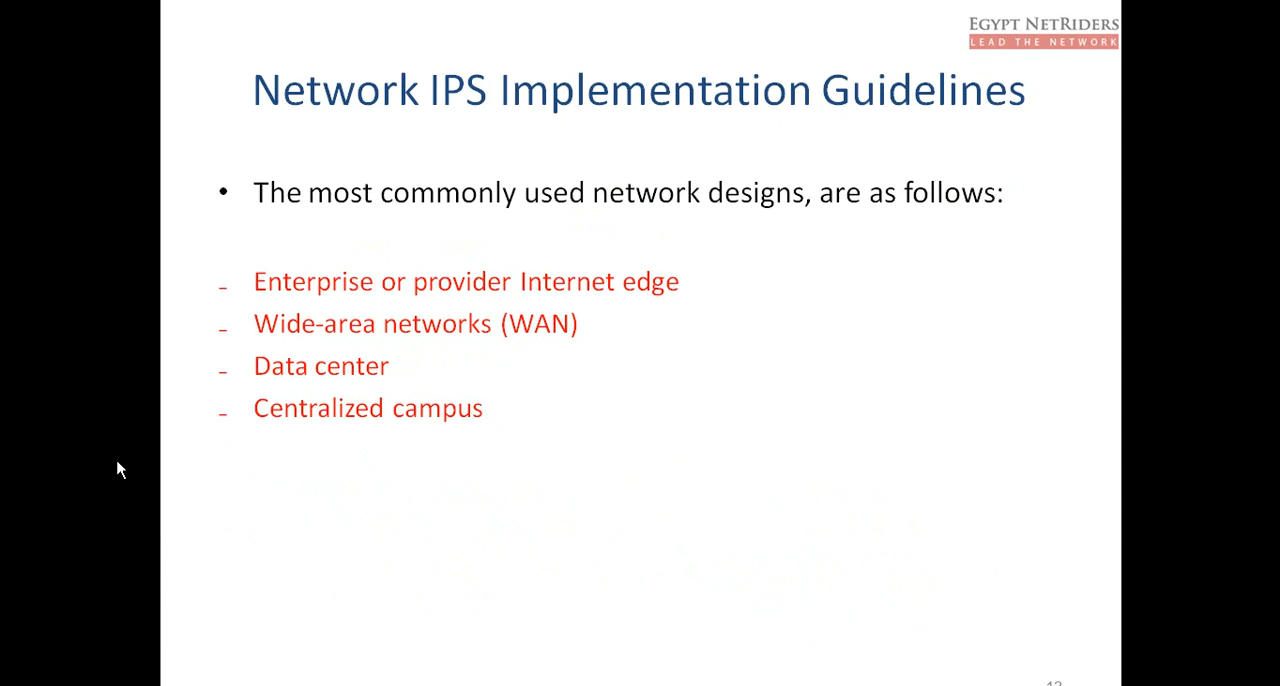 EGYPT NETRIDERS
LEAD THE NETWORK
Network IPS Implementation Guidelines
• The most commonly used network designs, are as follows:
– Enterprise or provider Internet edge
– Wide-area networks (WAN)
– Data center
– Centralized campus